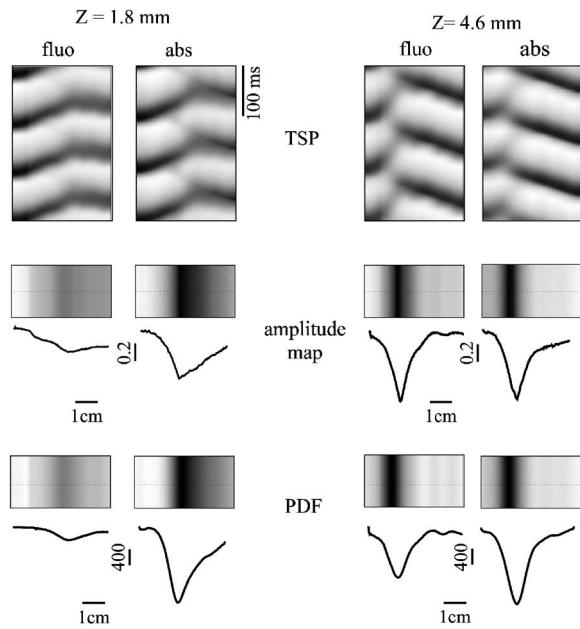 Z = 1.8 mm
Z= 4.6 mm
fluo
abs
fluo
abs
100 ms
TSP
amplitude
map
0.2
0.2
1cm
1cm
PDF
400
400
1cm
1cm